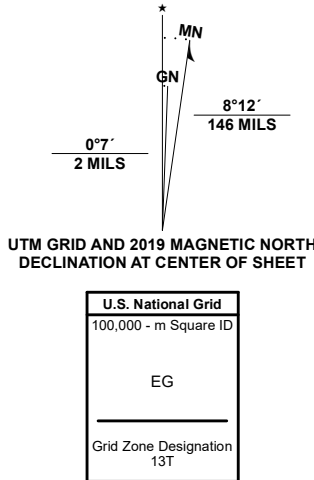 ★
MN
GN
8°12´
146 MILS
0°7´
2 MILS
UTM GRID AND 2019 MAGNETIC NORTH
DECLINATION AT CENTER OF SHEET
U.S. National Grid
100,000 - m Square ID
EG
Grid Zone Designation
13T